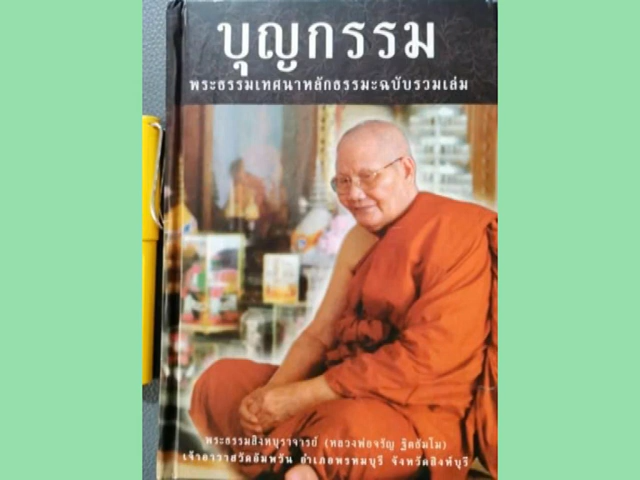 บุญกรรม
พระธรรมเทศนาหลักธรรมะฉบับรวมเล่ม
พระธรรมสิงหบุราจารย์ (หลวงพ่อจรัญ ฐิตธัมโม)
เจ้าอาวาสวัดอัมพวัน อำเภอพรหมบุรี จังหวัดสิงห์บุรี